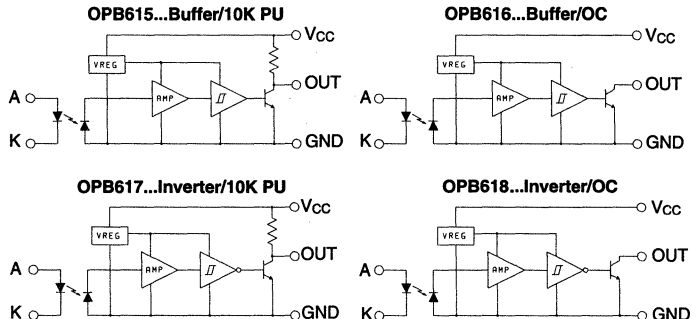 OPB615...Buffer/10K PU
VCC
VREG
OUT
A
AMP
K
GND
OPB616...Buffer/OC
VCC
VREG
OUT
A
AMP
K
GND
OPB617...Inverter/10K PU
VCC
VREG
OUT
A
AMP
K
GND
OPB618...Inverter/OC
VCC
VREG
OUT
A
AMP
K
GND